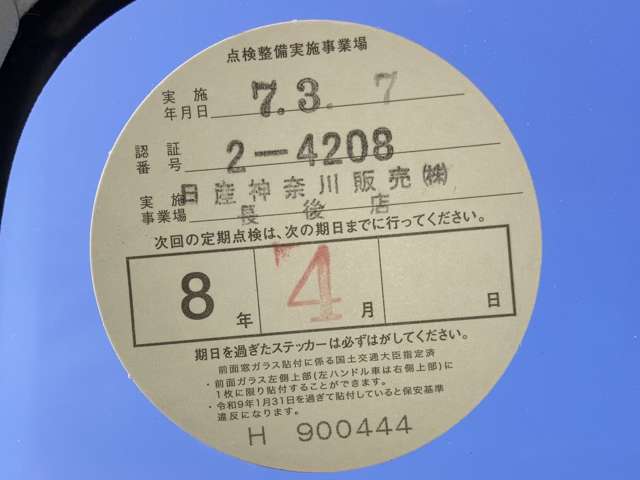 点検整備実施事業場
実施年月日 7.3. 7
認証番号 2-4208
実施事業場 日産神奈川販売㈱
長後店
次回の定期点検は、次の期日までに行ってください。
8年 4月 日
期日を過ぎたステッカーは必ずはがしてください。
前面窓ガラス貼付に係る国土交通大臣指定済
・前面ガラス左側上部(左ハンドル車は右側上部)に
1枚に限り貼付することができます。
・令和9年1月31日を過ぎて貼付していると保安基準
違反になります。
H 900444